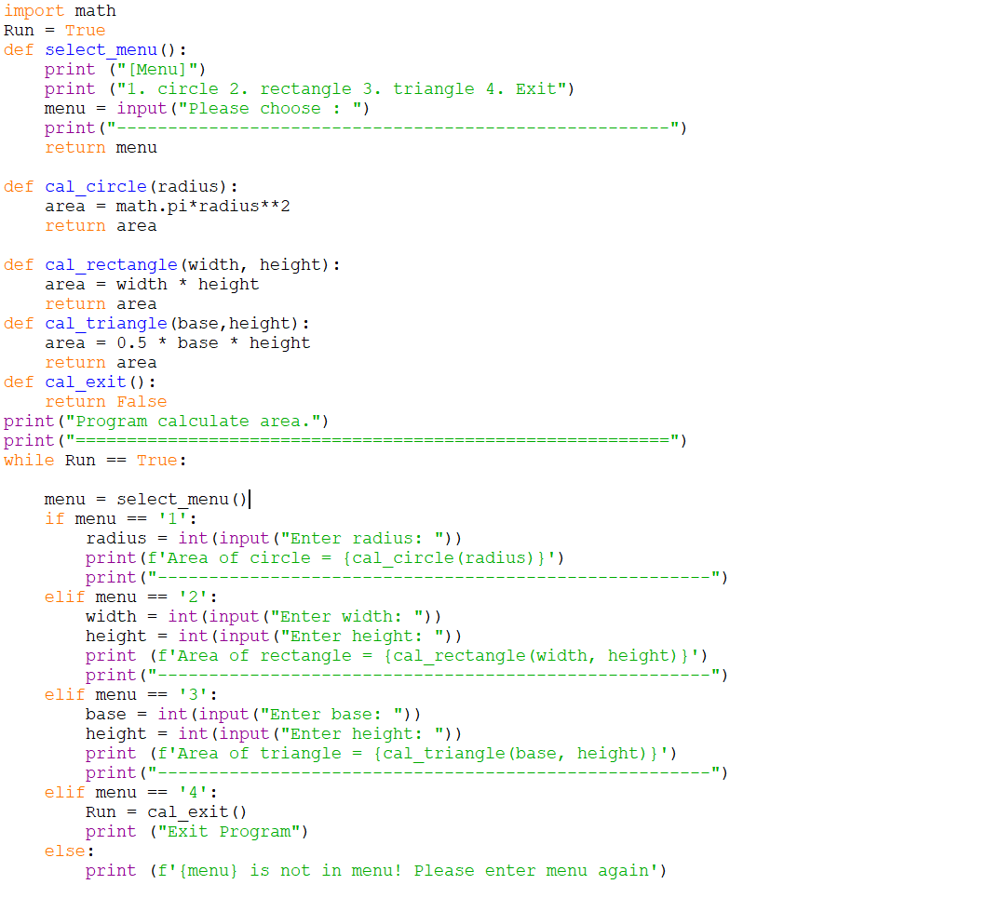 import math
Run = True
def select_menu():
    print ("[Menu]")
    print ("1. circle 2. rectangle 3. triangle 4. Exit")
    menu = input("Please choose : ")
    print("------------------------------------------------------")
    return menu

def cal_circle(radius):
    area = math.pi*radius**2
    return area

def cal_rectangle(width, height):
    area = width * height
    return area
def cal_triangle(base,height):
    area = 0.5 * base * height
    return area
def cal_exit():
    return False
print("Program calculate area.")
print("==========================================================")
while Run == True:

    menu = select_menu()
    if menu == '1':
        radius = int(input("Enter radius: "))
        print(f'Area of circle = {cal_circle(radius)}')
        print("------------------------------------------------------")
    elif menu == '2':
        width = int(input("Enter width: "))
        height = int(input("Enter height: "))
        print (f'Area of rectangle = {cal_rectangle(width, height)}')
        print("------------------------------------------------------")
    elif menu == '3':
        base = int(input("Enter base: "))
        height = int(input("Enter height: "))
        print (f'Area of triangle = {cal_triangle(base, height)}')
        print("------------------------------------------------------")
    elif menu == '4':
        Run = cal_exit()
        print ("Exit Program")
    else:
        print (f'{menu} is not in menu! Please enter menu again')